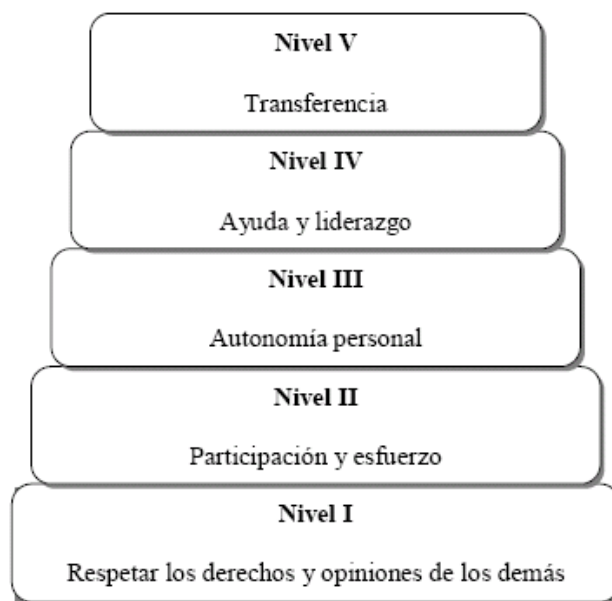 Nivel V
Transferencia
Nivel IV
Ayuda y liderazgo
Nivel III
Autonomía personal
Nivel II
Participación y esfuerzo
Nivel I
Respetar los derechos y opiniones de los demás